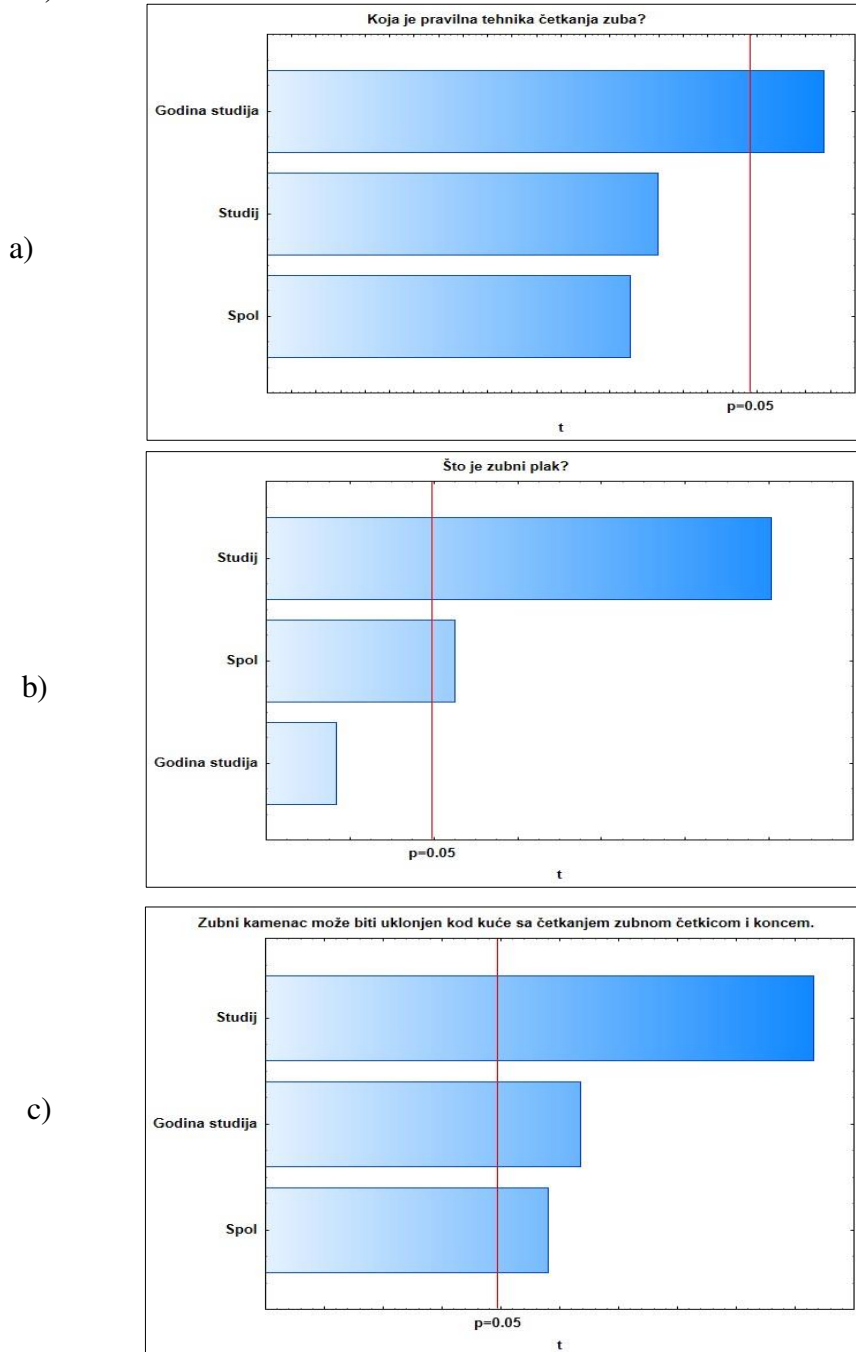 a)
Koja je pravilna tehnika četkanja zuba?
Godina studija
Studij
Spol
p=0.05
t
b)
Što je zubni plak?
Studij
Spol
Godina studija
p=0.05
t
c)
Zubni kamenac može biti uklonjen kod kuće sa četkanjem zubnom četkicom i koncem.
Studij
Godina studija
Spol
p=0.05
t